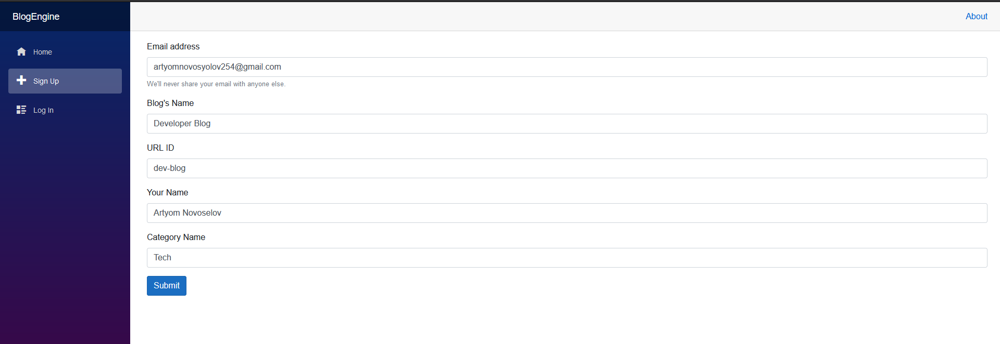 BlogEngine
About
Home
Sign Up
Log In
Email address
artyomnovosyolov254@gmail.com
We'll never share your email with anyone else.
Blog's Name
Developer Blog
URL ID
dev-blog
Your Name
Artyom Novoselov
Category Name
Tech
Submit